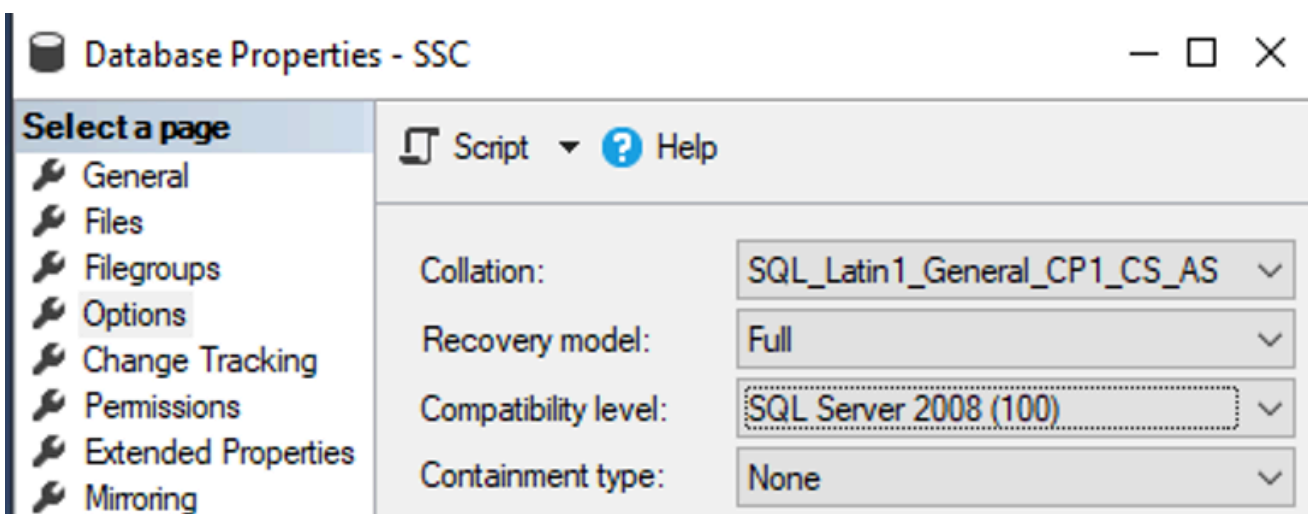 Database Properties - SSC
Select a page
General
Files
Filegroups
Options
Change Tracking
Permissions
Extended Properties
Mirroring
Script
Help
Collation: SQL_Latin1_General_CP1_CS_AS
Recovery model: Full
Compatibility level: SQL Server 2008 (100)
Containment type: None